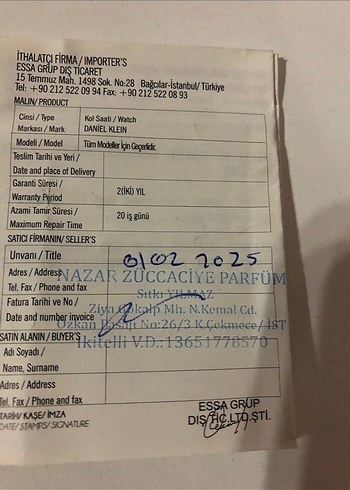 İTHALATÇI FİRMA / IMPORTER'S
ESSA GRUP DIŞ TİCARET
15 Temmuz Mah. 1498 Sok. No:28 Bağcılar-İstanbul/ Türkiye
Tel: +90 212 522 09 94 Fax: +90 212 522 08 93
MALIN/ PRODUCT
Cinsi / Type Kol Saati / Watch
Markası / Mark DANIEL KLEIN
Modeli / Model Tüm Modeller İçin Geçerlidir.
Teslim Tarihi ve Yeri /
Date and place of Delivery
Garanti Süresi / 2(İKİ) YIL
Warranty Period
Azami Tamir Süresi / 20 iş günü
Maximum Repair Time
SATICI FİRMANIN/ SELLER'S
Unvanı / Title 01/02 2025
Adres / Address NAZAR ZÜCCACİYE PARFÜM
Tel. Fax / Phone and fax Sıtkı YILMAZ
Fatura Tarihi ve No / Ziya Gökalp Mh. N.Kemal Cd.
Date and number invoice Özkan Pasajı No:26/3 K.Çekmece/ İST
İkitelli V.D.:13651778570
SATIN ALANIN / BUYER'S
Adı Soyadı /
Name, Surname
Adres / Address
Tel. Fax / Phone and fax
TARİH/ KAŞE/ İMZA
DATE/ STAMPS/ SIGNATURE
ESSA GRUP
DIŞ TİC.LTD.ŞTİ.